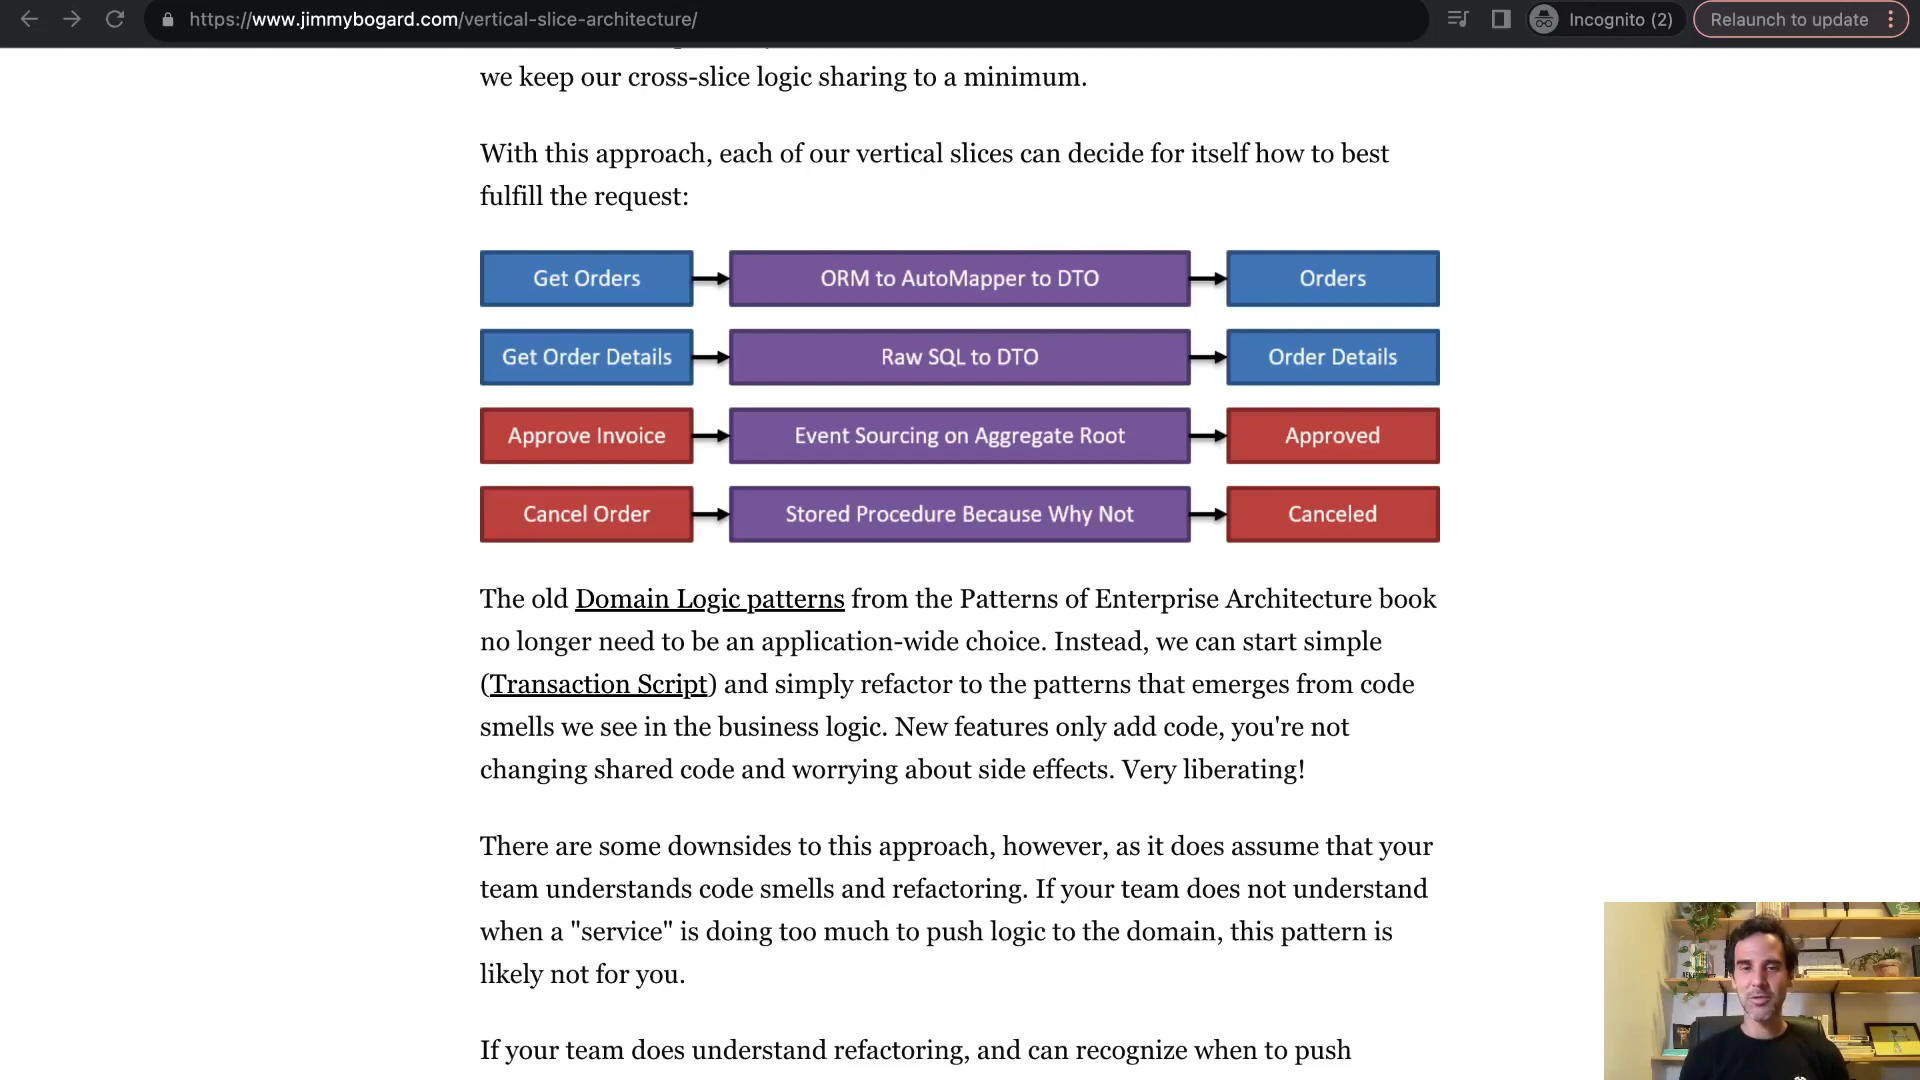 https://www.jimmybogard.com/vertical-slice-architecture/
Incognito (2)
Relaunch to update
we keep our cross-slice logic sharing to a minimum.
With this approach, each of our vertical slices can decide for itself how to best
fulfill the request:
Get Orders
ORM to AutoMapper to DTO
Orders
Get Order Details
Raw SQL to DTO
Order Details
Approve Invoice
Event Sourcing on Aggregate Root
Approved
Cancel Order
Stored Procedure Because Why Not
Canceled
The old Domain Logic patterns from the Patterns of Enterprise Architecture book
no longer need to be an application-wide choice. Instead, we can start simple
(Transaction Script) and simply refactor to the patterns that emerges from code
smells we see in the business logic. New features only add code, you're not
changing shared code and worrying about side effects. Very liberating!
There are some downsides to this approach, however, as it does assume that your
team understands code smells and refactoring. If your team does not understand
when a "service" is doing too much to push logic to the domain, this pattern is
likely not for you.
If your team does understand refactoring, and can recognize when to push